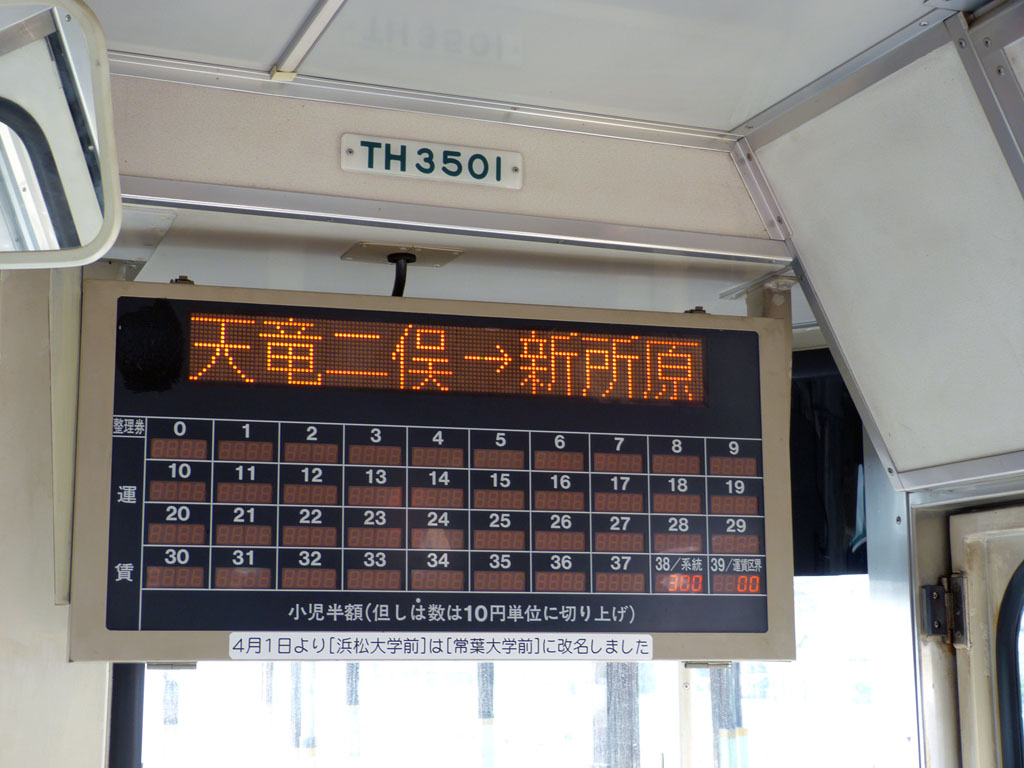 TH3501
天竜二俣→新所原
整理券 0 1 2 3 4 5 6 7 8 9
運 10 11 12 13 14 15 16 17 18 19
20 21 22 23 24 25 26 27 28 29
賃 30 31 32 33 34 35 36 37 38/系統 39/運賃区界
300 00
小児半額(但しは数は10円単位に切り上げ)
4月1日より[浜松大学前]は[常葉大学前]に改名しました